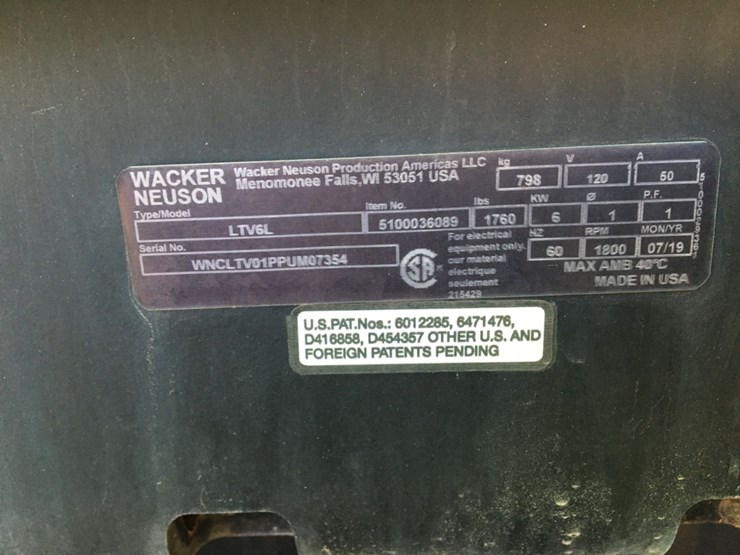 WACKER NEUSON
Wacker Neuson Production Americas LLC
Menomonee Falls, WI 53051 USA
kg 798
V 120
A 50
Type/Model LTV6L
Item No. 5100036089
lbs 1760
KW 6
Ø 1
P.F. 1
Serial No. WNCLTV01PPUM07354
For electrical
equipment only.
our material
electrique
seulement
215429
HZ 60
RPM 1800
MON/YR 07/19
MAX AMB 40°C
MADE IN USA
U.S.PAT.Nos.: 6012285, 6471476,
D416858, D454357 OTHER U.S. AND
FOREIGN PATENTS PENDING